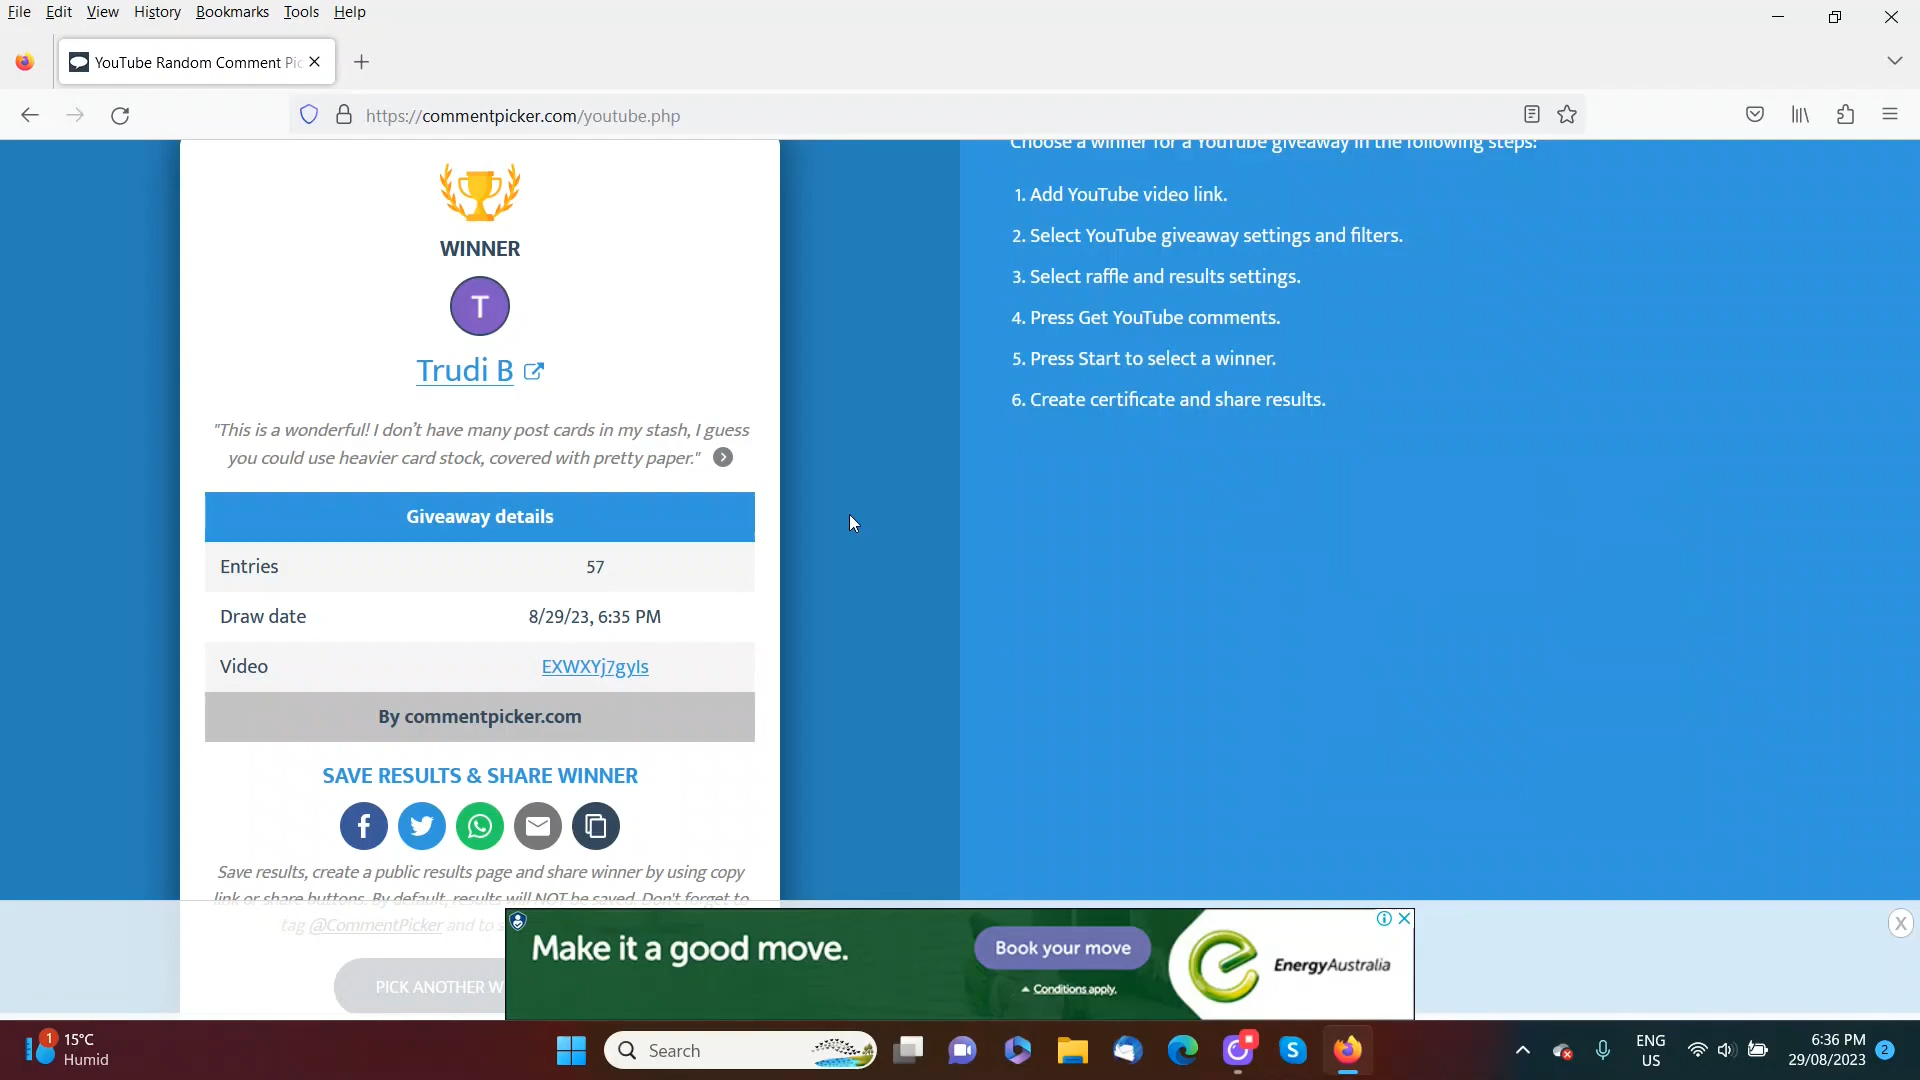 File Edit View History Bookmarks Tools Help
YouTube Random Comment Pic
https://commentpicker.com/youtube.php
WINNER
T
Trudi B
"This is a wonderful! I don't have many post cards in my stash, I guess
you could use heavier card stock, covered with pretty paper."
Giveaway details
Entries 57
Draw date 8/29/23, 6:35 PM
Video EXWXYj7gyIs
By commentpicker.com
SAVE RESULTS & SHARE WINNER
Save results, create a public results page and share winner by using copy
link or share buttons. By default, results will NOT be saved. Don't forget to
tag @CommentPicker and to s
PICK ANOTHER W
Choose a winner for a YouTube giveaway in the following steps:
1. Add YouTube video link.
2. Select YouTube giveaway settings and filters.
3. Select raffle and results settings.
4. Press Get YouTube comments.
5. Press Start to select a winner.
6. Create certificate and share results.
Make it a good move.
Book your move
Conditions apply.
EnergyAustralia
X
1
15°C
Humid
Search
S
ENG
US
6:36 PM
29/08/2023
2